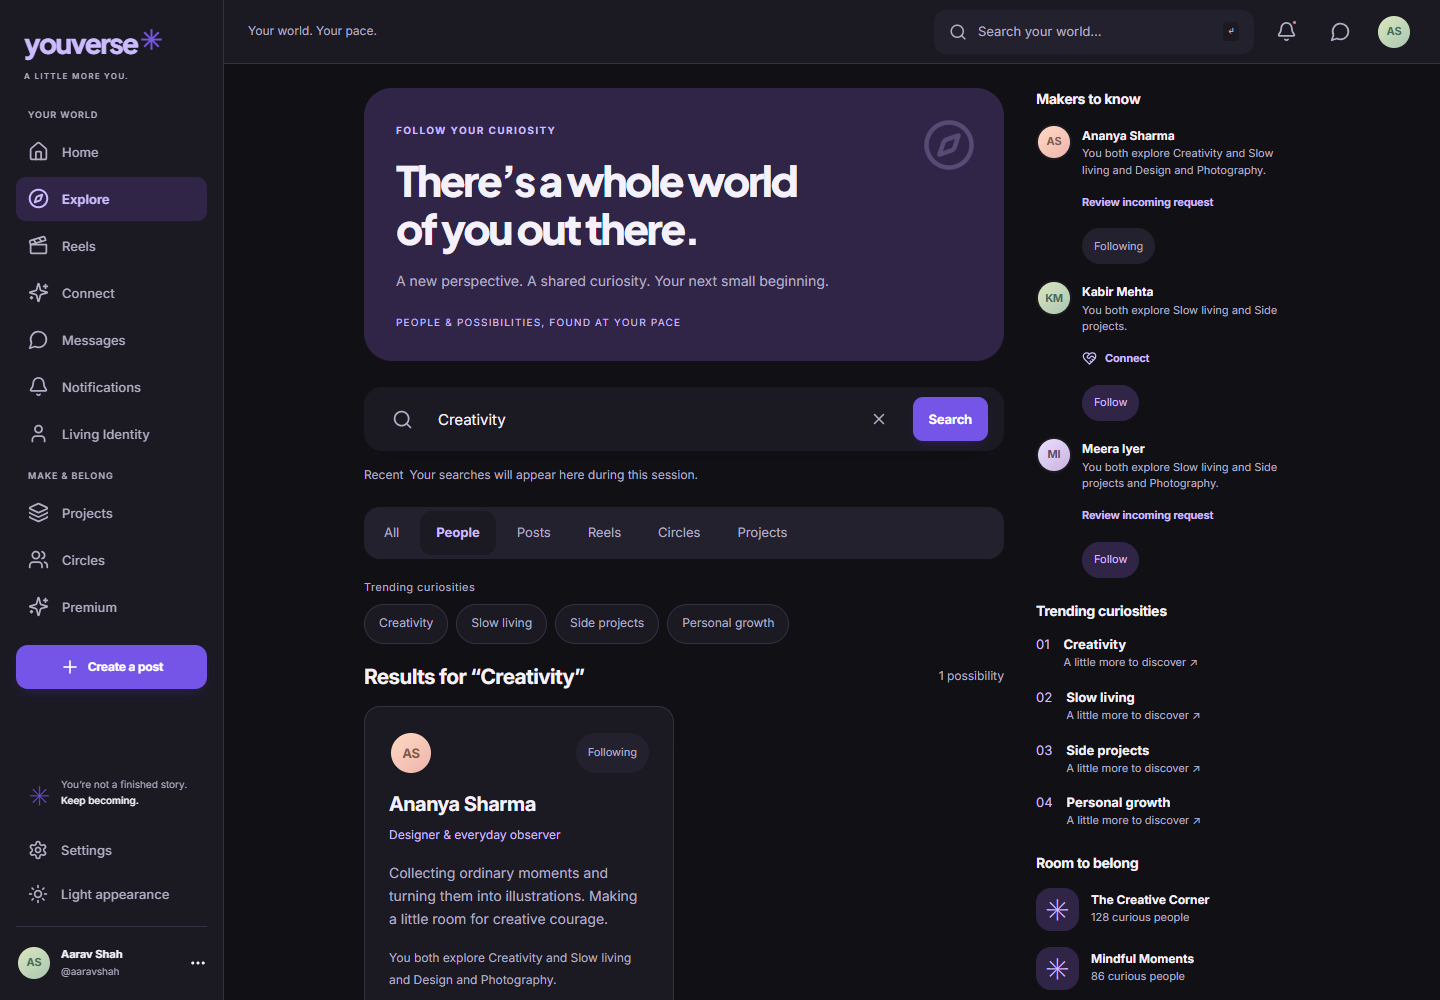 youverse
A LITTLE MORE YOU.
YOUR WORLD
Home
Explore
Reels
Connect
Messages
Notifications
Living Identity
MAKE & BELONG
Projects
Circles
Premium
Create a post
You're not a finished story.
Keep becoming.
Settings
Light appearance
AS
Aarav Shah
@aaravshah
Your world. Your pace.
Search your world...
AS
FOLLOW YOUR CURIOSITY
There's a whole world
of you out there.
A new perspective. A shared curiosity. Your next small beginning.
PEOPLE & POSSIBILITIES, FOUND AT YOUR PACE
Creativity
Search
Recent Your searches will appear here during this session.
All People Posts Reels Circles Projects
Trending curiosities
Creativity Slow living Side projects Personal growth
Results for “Creativity”
1 possibility
AS
Following
Ananya Sharma
Designer & everyday observer
Collecting ordinary moments and
turning them into illustrations. Making
a little room for creative courage.
You both explore Creativity and Slow living
and Design and Photography.
Makers to know
AS
Ananya Sharma
You both explore Creativity and Slow
living and Design and Photography.
Review incoming request
Following
KM
Kabir Mehta
You both explore Slow living and Side
projects.
Connect
Follow
MI
Meera Iyer
You both explore Slow living and Side
projects and Photography.
Review incoming request
Follow
Trending curiosities
01 Creativity
A little more to discover ↗
02 Slow living
A little more to discover ↗
03 Side projects
A little more to discover ↗
04 Personal growth
A little more to discover ↗
Room to belong
The Creative Corner
128 curious people
Mindful Moments
86 curious people